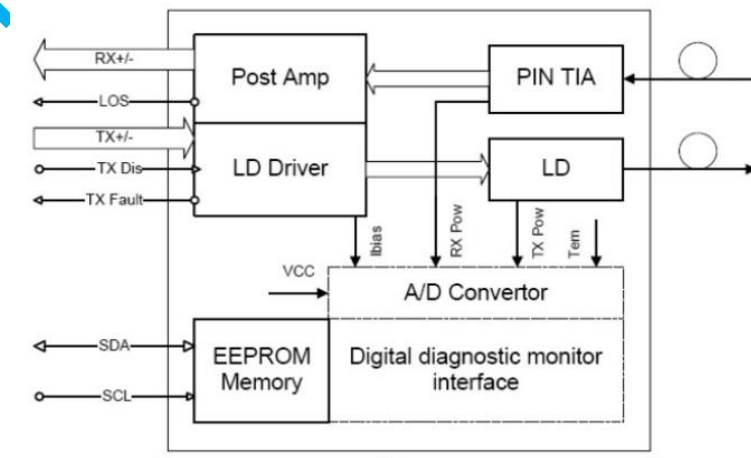 RX+/-
Post Amp
PIN TIA
LOS
TX+/-
TX Dis
LD Driver
LD
TX Fault
Ibias
RX Pow
TX Pow
Tem
VCC
A/D Convertor
SDA
EEPROM
Memory
Digital diagnostic monitor
interface
SCL